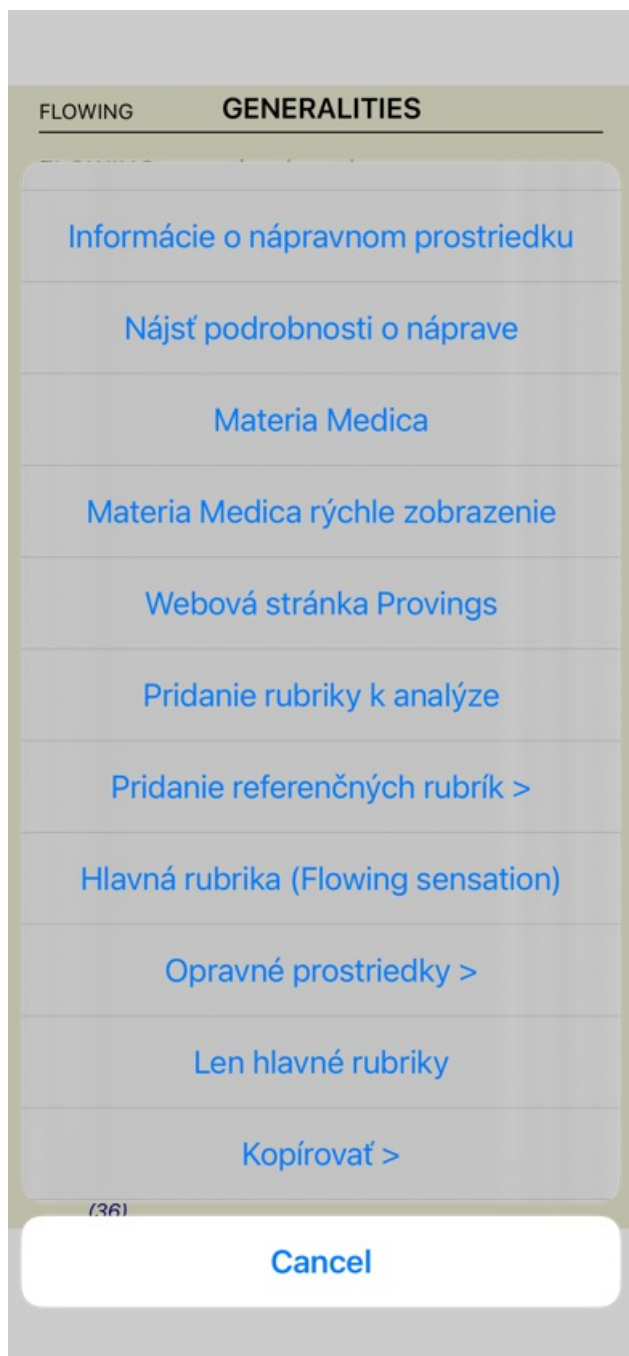 FLOWING GENERALITIES
Informácie o nápravnom prostriedku
Nájsť podrobnosti o náprave
Materia Medica
Materia Medica rýchle zobrazenie
Webová stránka Provings
Pridanie rubriky k analýze
Pridanie referenčných rubrík >
Hlavná rubrika (Flowing sensation)
Opravné prostriedky >
Len hlavné rubriky
Kopírovať >
(36)
Cancel